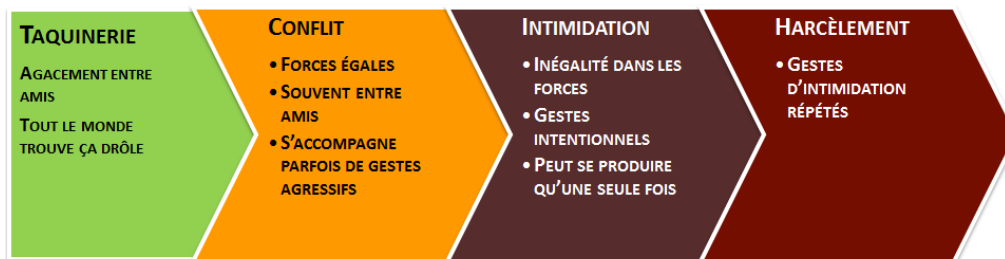 TAQUINERIE
AGACEMENT ENTRE
AMIS
TOUT LE MONDE
TROUVE ÇA DRÔLE
CONFLIT
• FORCES ÉGALES
• SOUVENT ENTRE
AMIS
• S'ACCOMPAGNE
PARFOIS DE GESTES
AGRESSIFS
INTIMIDATION
• INÉGALITÉ DANS LES
FORCES
• GESTES
INTENTIONNELS
• PEUT SE PRODUIRE
QU'UNE SEULE FOIS
HARCÈLEMENT
• GESTES
D'INTIMIDATION
RÉPÉTÉS